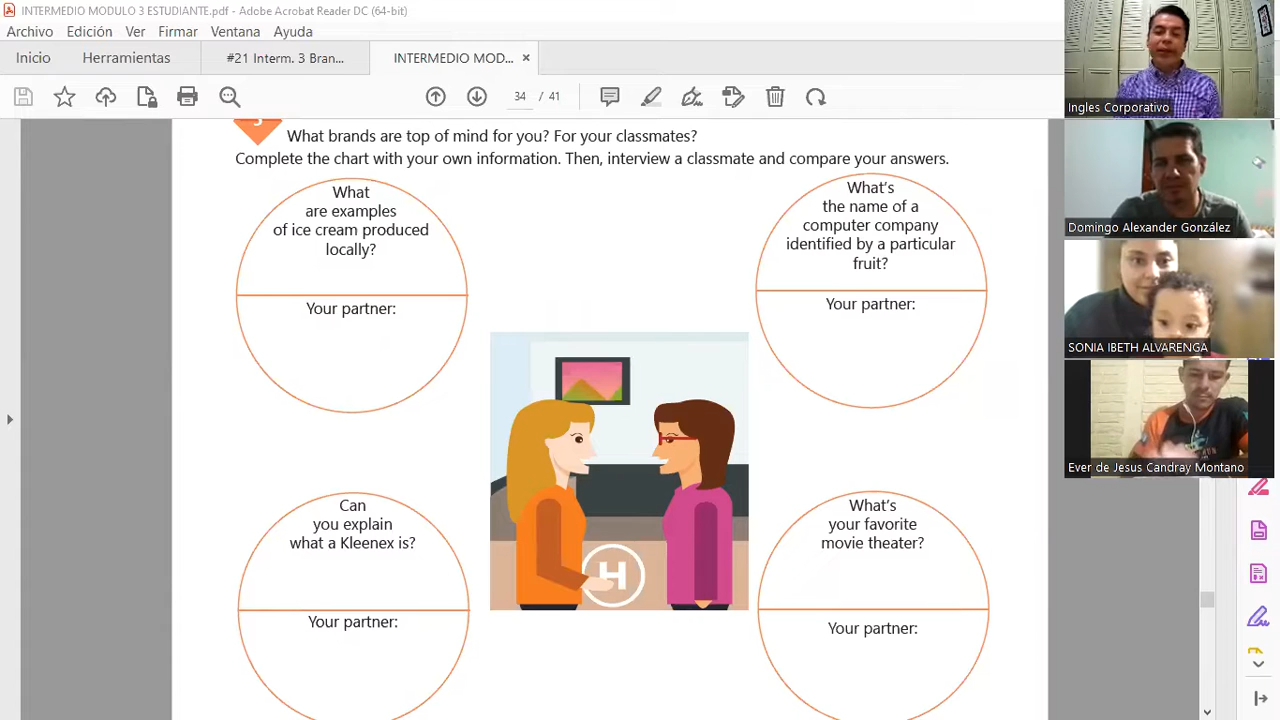 INTERMEDIO MODULO 3 ESTUDIANTE.pdf - Adobe Acrobat Reader DC (64-bit)
Archivo Edición Ver Firmar Ventana Ayuda
Inicio Herramientas #21 Interm. 3 Bran... INTERMEDIO MOD... ×
34 / 41
What brands are top of mind for you? For your classmates?
Complete the chart with your own information. Then, interview a classmate and compare your answers.
What
are examples
of ice cream produced
locally?
Your partner:
What's
the name of a
computer company
identified by a particular
fruit?
Your partner:
Can
you explain
what a Kleenex is?
Your partner:
What's
your favorite
movie theater?
Your partner:
H
Ingles Corporativo
Domingo Alexander González
SONIA IBETH ALVARENGA
Ever de Jesus Candray Montano